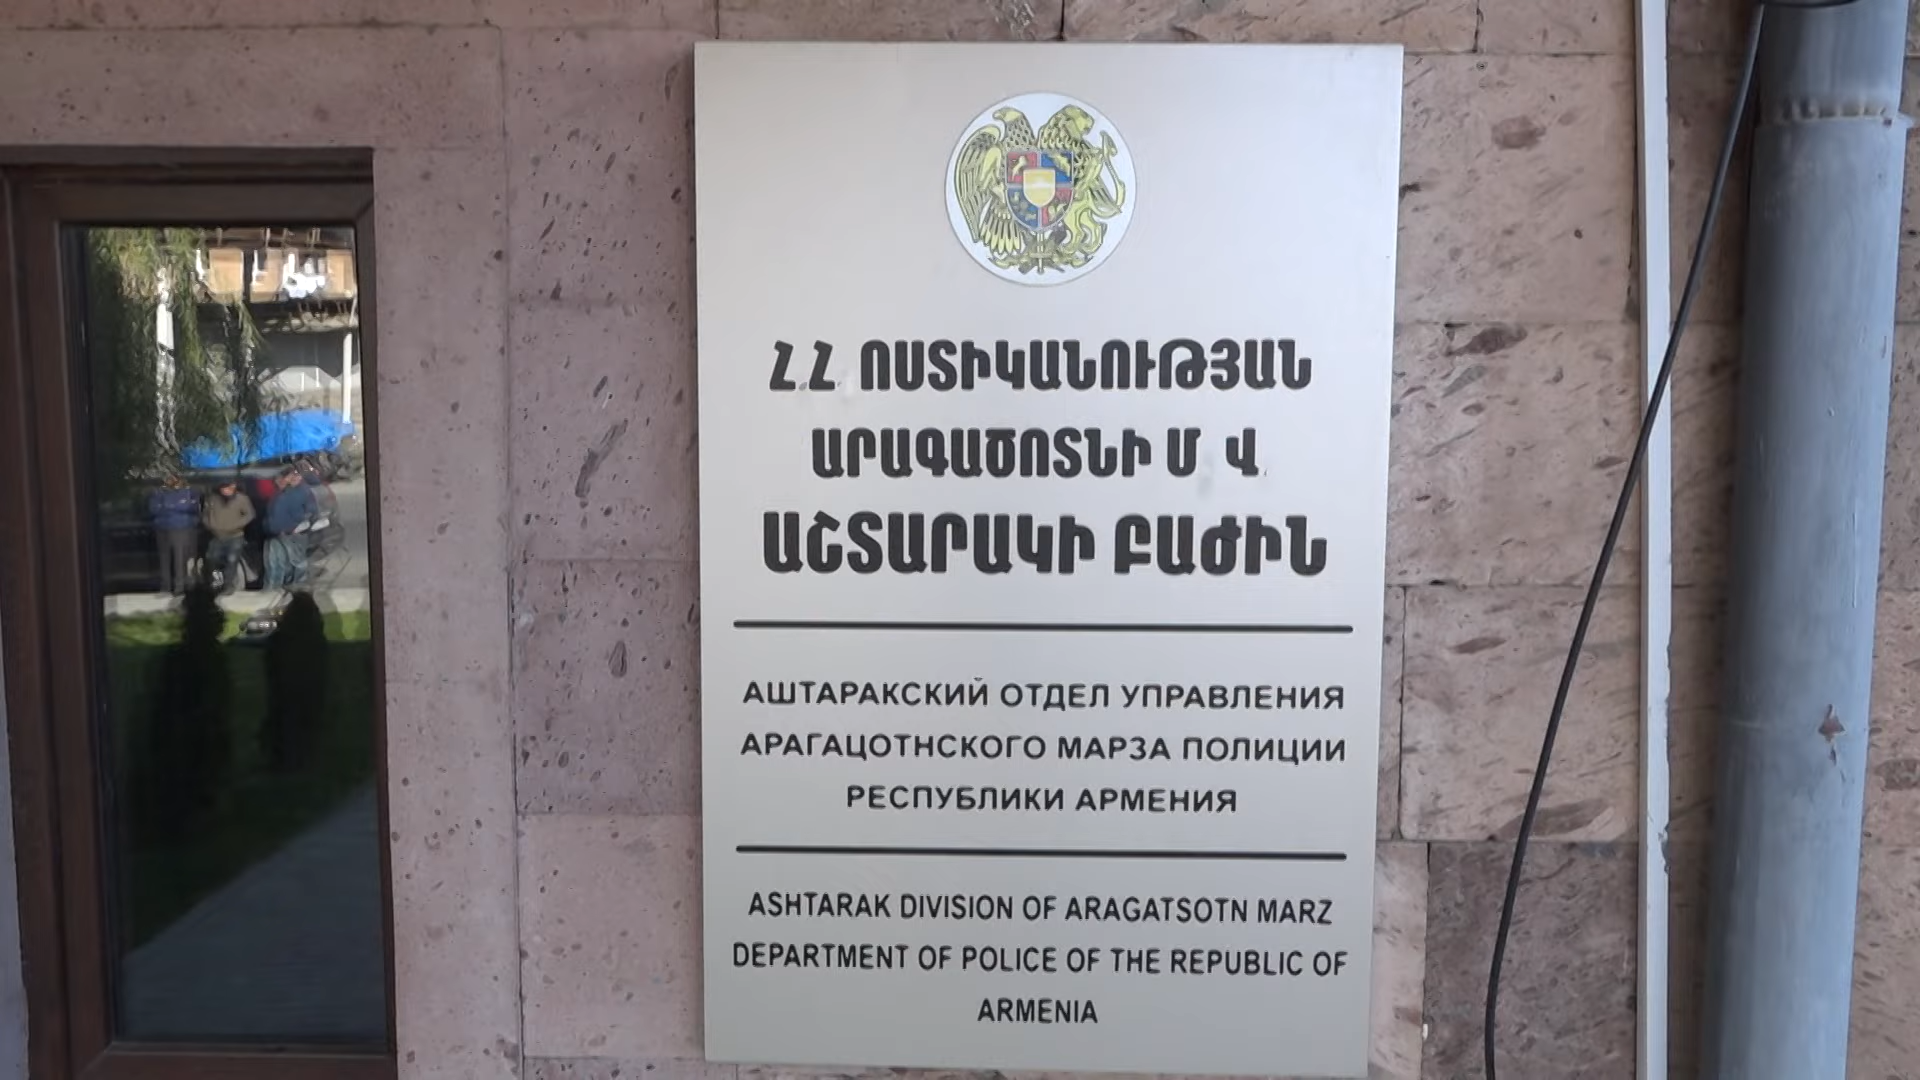 Հ.Հ ՈՍՏԻԿԱՆՈՒԹՅԱՆ
ԱՐԱԳԱԾՈՏՆԻ Մ Վ
ԱՇՏԱՐԱԿԻ ԲԱԺԻՆ
АШТАРАКСКИЙ ОТДЕЛ УПРАВЛЕНИЯ
АРАГАЦОТНСКОГО МАРЗА ПОЛИЦИИ
РЕСПУБЛИКИ АРМЕНИЯ
ASHTARAK DIVISION OF ARAGATSOTN MARZ
DEPARTMENT OF POLICE OF THE REPUBLIC OF
ARMENIA